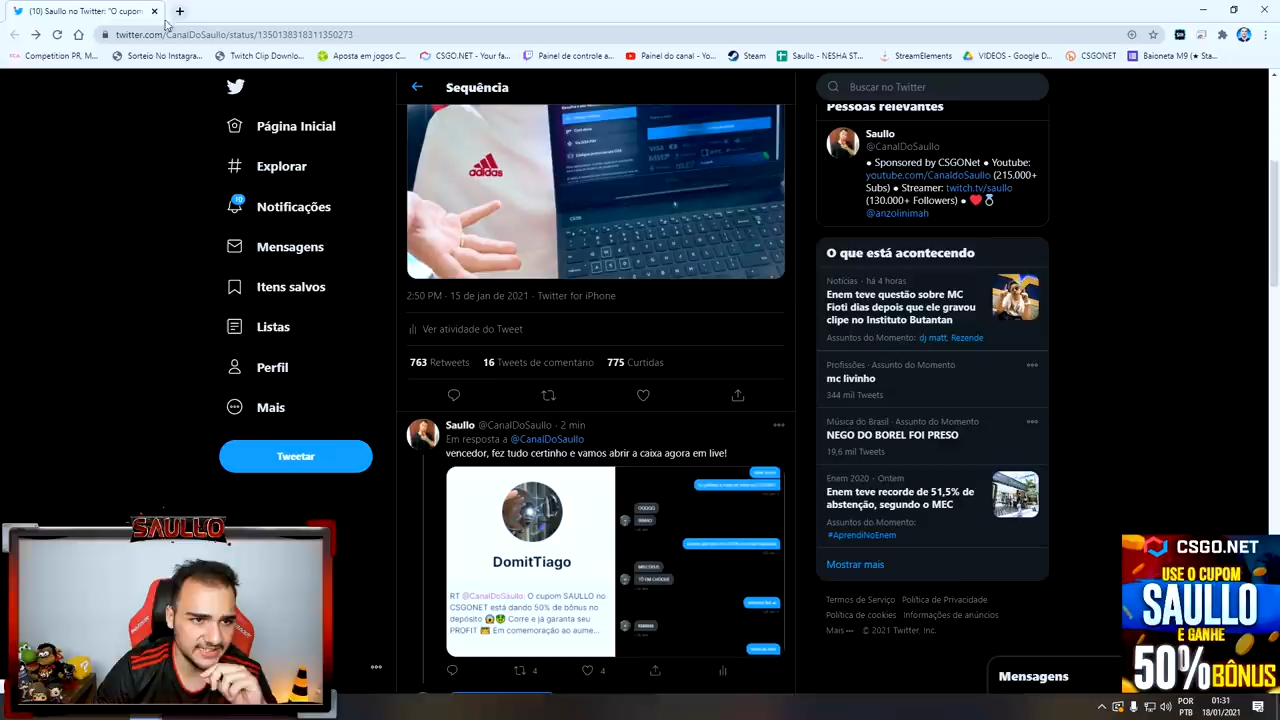 (10) Saullo no Twitter: "O cupom
twitter.com/CanalDoSaullo/status/1350138318311350273
Competitivo PR, M...
Sorteio No Instagra...
Twitch Clip Downlo...
Aposta em jogos C...
CSGO.NET - Your fa...
Painel de controle a...
Painel do canal - Yo...
Steam
Saullo - NESHA ST...
StreamElements
VIDEOS - Google D...
CSGONET
Baioneta M9 (★ Sta...
Página Inicial
Explorar
10
Notificações
Mensagens
Itens salvos
Listas
Perfil
Mais
Tweetar
Sequência
adidas
VISA
2:50 PM · 15 de jan de 2021 · Twitter for iPhone
Ver atividade do Tweet
763 Retweets 16 Tweets de comentário 775 Curtidas
Saullo @CanalDoSaullo · 2 min
Em resposta a @CanalDoSaullo
vencedor, fez tudo certinho e vamos abrir a caixa agora em live!
DomitTiago
RT @CanalDoSaullo: O cupom SAULLO no
CSGONET está dando 50% de bônus no
depósito 😱🤑 Corre e já garanta seu
PROFIT 🤑 Em comemoração ao aume...
4
4
Buscar no Twitter
Pessoas relevantes
Saullo
@CanalDoSaullo
● Sponsored by CSGONet ● Youtube:
youtube.com/CanaldoSaullo (215.000+
Subs) ● Streamer: twitch.tv/saullo
(130.000+ Followers) ● ❤️💍
@anzolinimah
O que está acontecendo
Notícias · há 4 horas
Enem teve questão sobre MC
Fioti dias depois que ele gravou
clipe no Instituto Butantan
Assuntos do Momento: dj matt, Rezende
Profissões · Assunto do Momento
mc livinho
344 mil Tweets
Música do Brasil · Assunto do Momento
NEGO DO BOREL FOI PRESO
19,6 mil Tweets
Enem 2020 · Ontem
Enem teve recorde de 51,5% de
abstenção, segundo o MEC
Assuntos do Momento:
#AprendiNoEnem
Mostrar mais
Termos de Serviço Política de Privacidade
Política de cookies Informações de anúncios
Mais ••• © 2021 Twitter, Inc.
Mensagens
SAULLO
CSGO.NET
USE O CUPOM
SAULLO
E GANHE
50% BÔNUS
POR
PTB
01:31
18/01/2021